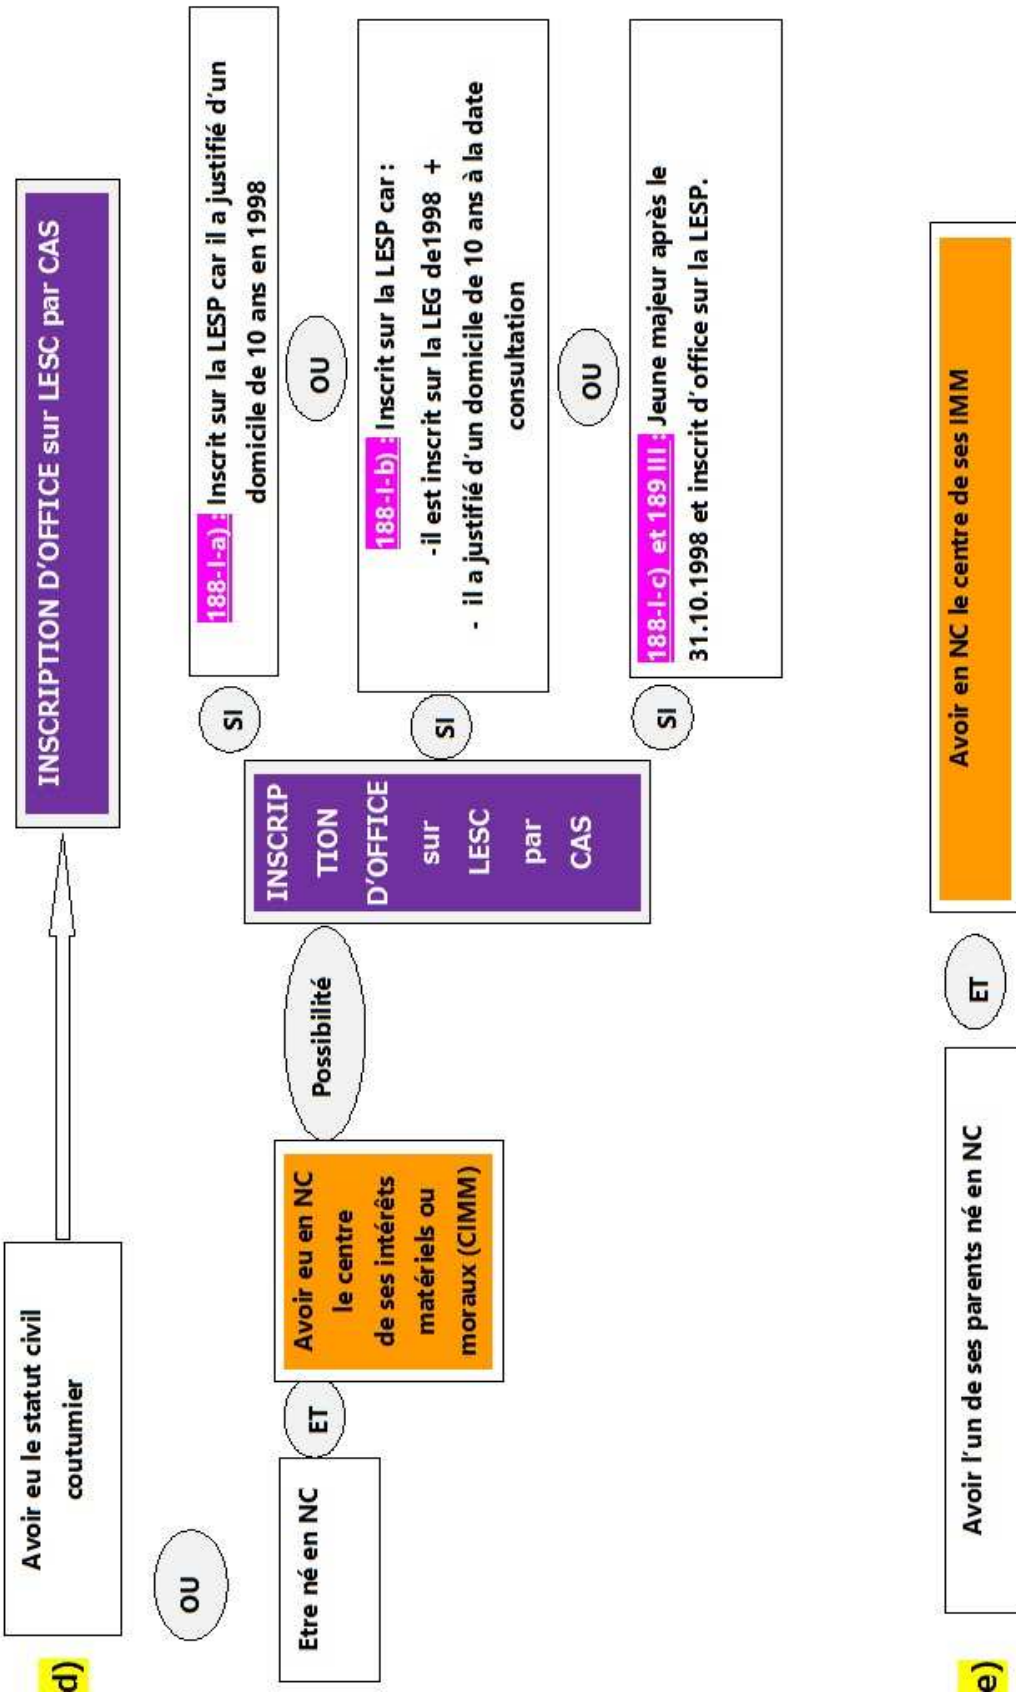 d)
Avoir eu le statut civil
coutumier
INSCRIPTION D'OFFICE sur LESC par CAS
OU
Etre né en NC
ET
Avoir eu en NC
le centre
de ses intérêts
matériels ou
moraux (CIMM)
Possibilité
INSCRIP
TION
D'OFFICE
sur
LESC
par
CAS
SI
188-I-a) : Inscrit sur la LESP car il a justifié d'un
domicile de 10 ans en 1998
OU
SI
188-I-b) : Inscrit sur la LESP car :
-il est inscrit sur la LEG de1998 +
- il a justifié d'un domicile de 10 ans à la date
consultation
OU
SI
188-I-c) et 189 III : Jeune majeur après le
31.10.1998 et inscrit d'office sur la LESP.
e)
Avoir l'un de ses parents né en NC
ET
Avoir en NC le centre de ses IMM